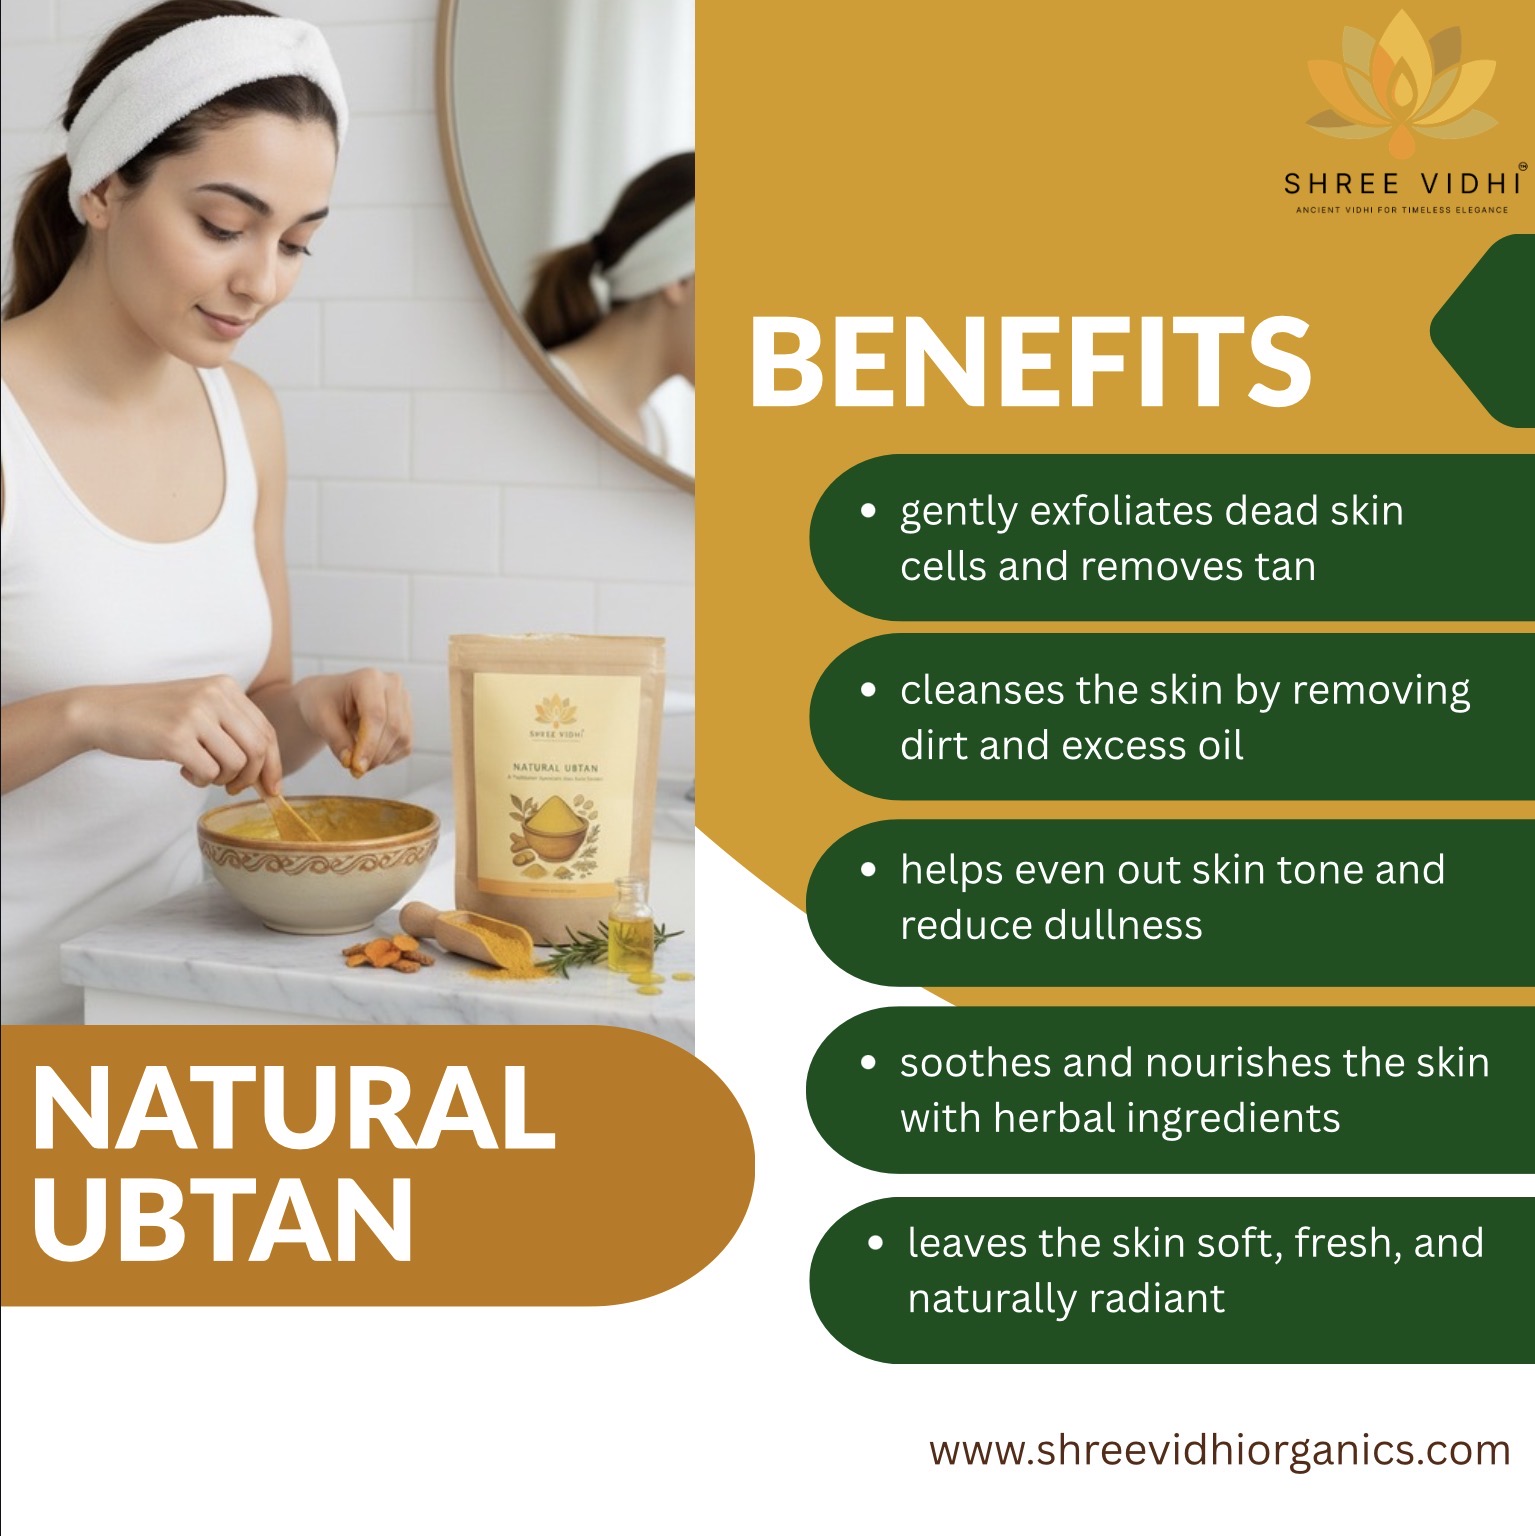 SHREE VIDHI
ANCIENT VIDHI FOR TIMELESS ELEGANCE
BENEFITS
• gently exfoliates dead skin
cells and removes tan
• cleanses the skin by removing
dirt and excess oil
• helps even out skin tone and
reduce dullness
• soothes and nourishes the skin
with herbal ingredients
• leaves the skin soft, fresh, and
naturally radiant
SHREE VIDHI
NATURAL UBTAN
NATURAL
UBTAN
www.shreevidhiorganics.com